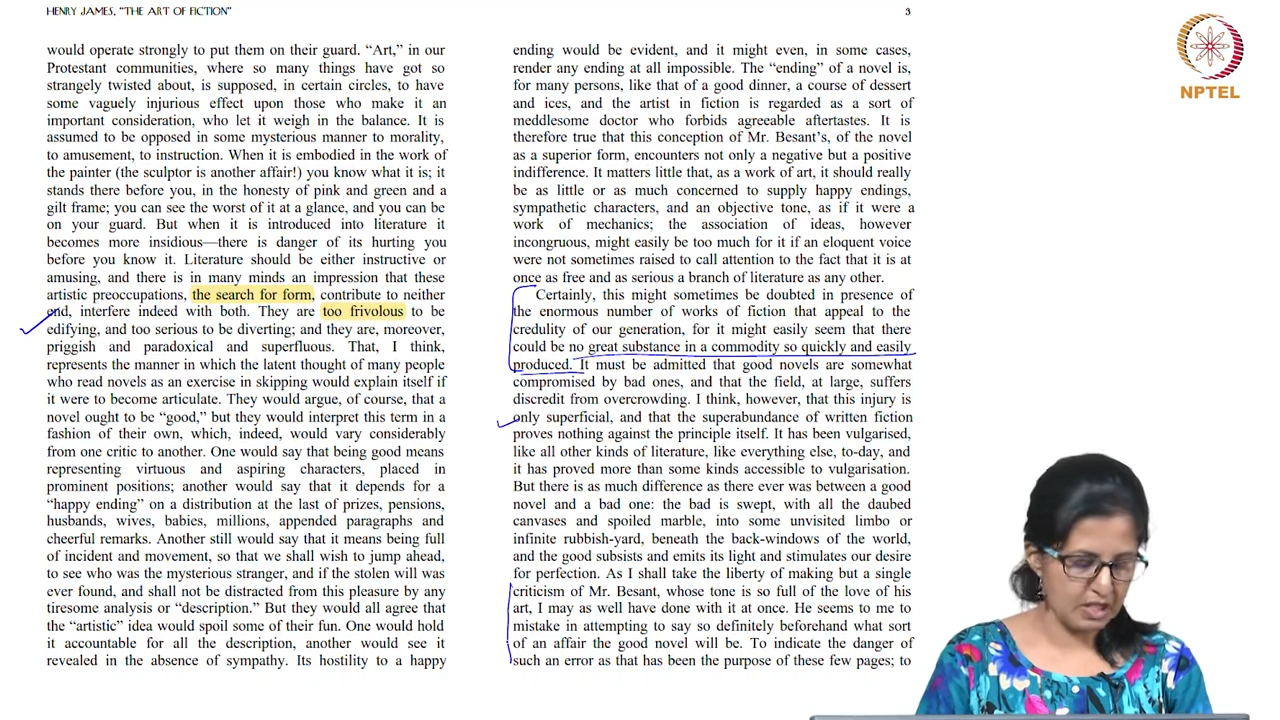 HENRY JAMES, "THE ART OF FICTION"
3
would operate strongly to put them on their guard. “Art,” in our
Protestant communities, where so many things have got so
strangely twisted about, is supposed, in certain circles, to have
some vaguely injurious effect upon those who make it an
important consideration, who let it weigh in the balance. It is
assumed to be opposed in some mysterious manner to morality,
to amusement, to instruction. When it is embodied in the work of
the painter (the sculptor is another affair!) you know what it is; it
stands there before you, in the honesty of pink and green and a
gilt frame; you can see the worst of it at a glance, and you can be
on your guard. But when it is introduced into literature it
becomes more insidious—there is danger of its hurting you
before you know it. Literature should be either instructive or
amusing, and there is in many minds an impression that these
artistic preoccupations, the search for form, contribute to neither
end, interfere indeed with both. They are too frivolous to be
edifying, and too serious to be diverting; and they are, moreover,
priggish and paradoxical and superfluous. That, I think,
represents the manner in which the latent thought of many people
who read novels as an exercise in skipping would explain itself if
it were to become articulate. They would argue, of course, that a
novel ought to be “good,” but they would interpret this term in a
fashion of their own, which, indeed, would vary considerably
from one critic to another. One would say that being good means
representing virtuous and aspiring characters, placed in
prominent positions; another would say that it depends for a
“happy ending” on a distribution at the last of prizes, pensions,
husbands, wives, babies, millions, appended paragraphs and
cheerful remarks. Another still would say that it means being full
of incident and movement, so that we shall wish to jump ahead,
to see who was the mysterious stranger, and if the stolen will was
ever found, and shall not be distracted from this pleasure by any
tiresome analysis or “description.” But they would all agree that
the “artistic” idea would spoil some of their fun. One would hold
it accountable for all the description, another would see it
revealed in the absence of sympathy. Its hostility to a happy
ending would be evident, and it might even, in some cases,
render any ending at all impossible. The “ending” of a novel is,
for many persons, like that of a good dinner, a course of dessert
and ices, and the artist in fiction is regarded as a sort of
meddlesome doctor who forbids agreeable aftertastes. It is
therefore true that this conception of Mr. Besant’s, of the novel
as a superior form, encounters not only a negative but a positive
indifference. It matters little that, as a work of art, it should really
be as little or as much concerned to supply happy endings,
sympathetic characters, and an objective tone, as if it were a
work of mechanics; the association of ideas, however
incongruous, might easily be too much for it if an eloquent voice
were not sometimes raised to call attention to the fact that it is at
once as free and as serious a branch of literature as any other.
Certainly, this might sometimes be doubted in presence of
the enormous number of works of fiction that appeal to the
credulity of our generation, for it might easily seem that there
could be no great substance in a commodity so quickly and easily
produced. It must be admitted that good novels are somewhat
compromised by bad ones, and that the field, at large, suffers
discredit from overcrowding. I think, however, that this injury is
only superficial, and that the superabundance of written fiction
proves nothing against the principle itself. It has been vulgarised,
like all other kinds of literature, like everything else, to-day, and
it has proved more than some kinds accessible to vulgarisation.
But there is as much difference as there ever was between a good
novel and a bad one: the bad is swept, with all the daubed
canvases and spoiled marble, into some unvisited limbo or
infinite rubbish-yard, beneath the back-windows of the world,
and the good subsists and emits its light and stimulates our desire
for perfection. As I shall take the liberty of making but a single
criticism of Mr. Besant, whose tone is so full of the love of his
art, I may as well have done with it at once. He seems to me to
mistake in attempting to say so definitely beforehand what sort
of an affair the good novel will be. To indicate the danger of
such an error as that has been the purpose of these few pages; to
NPTEL